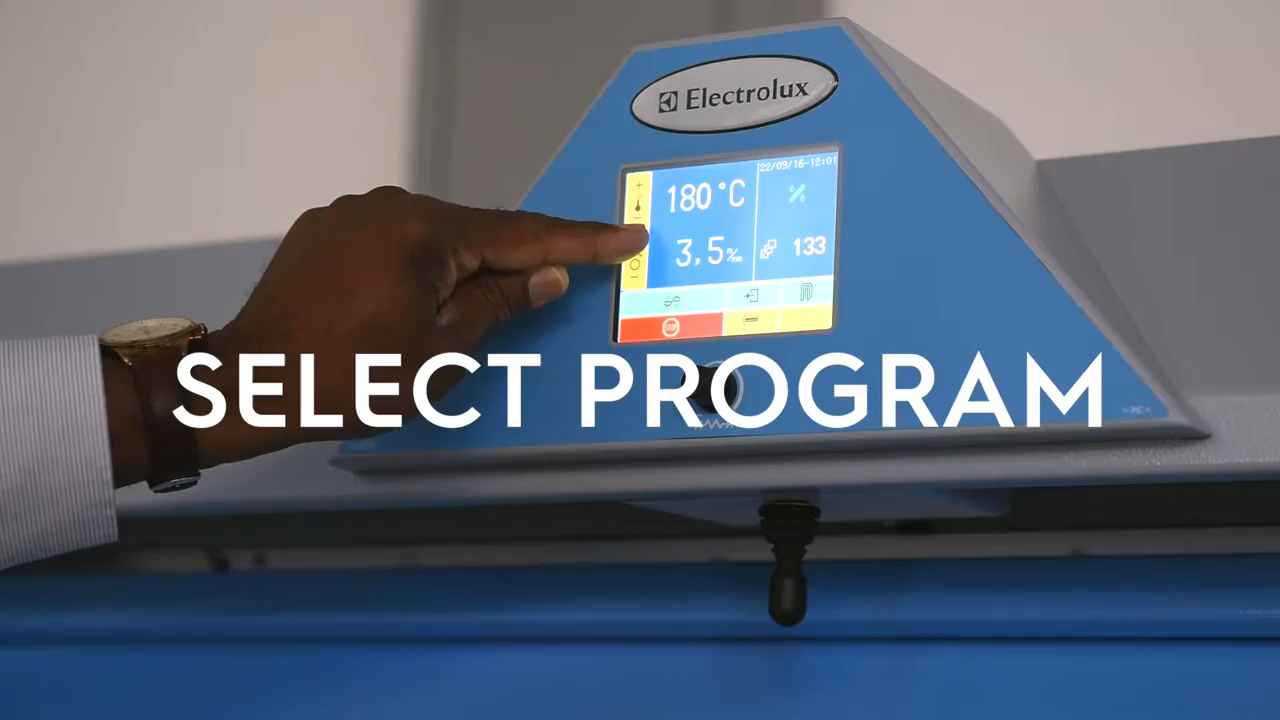 Electrolux
22/09/16-12:01
180°C
3,5 m/min
133
STOP
SELECT PROGRAM